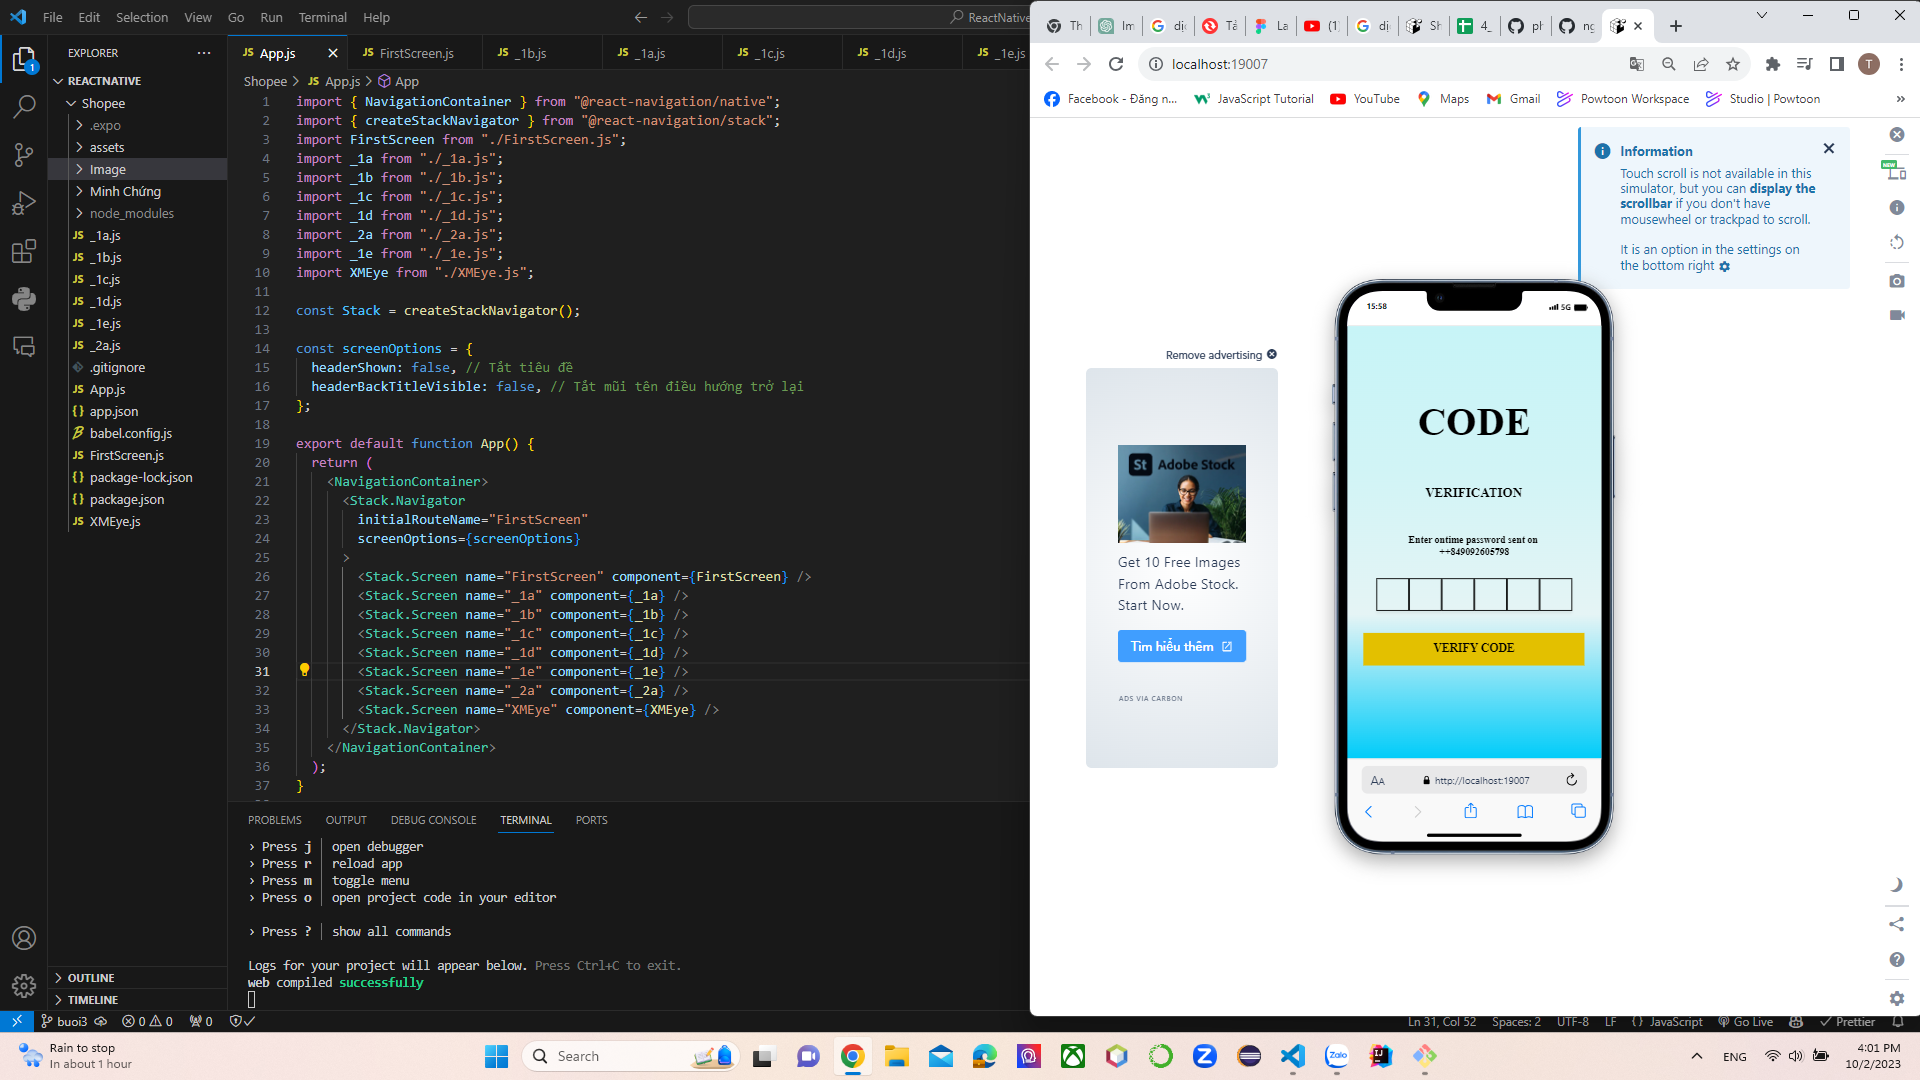 File Edit Selection View Go Run Terminal Help
ReactNative
EXPLORER
REACTNATIVE
Shopee
.expo
assets
Image
Minh Chứng
node_modules
JS _1a.js
JS _1b.js
JS _1c.js
JS _1d.js
JS _1e.js
JS _2a.js
.gitignore
JS App.js
{} app.json
babel.config.js
JS FirstScreen.js
{} package-lock.json
{} package.json
JS XMEye.js
OUTLINE
TIMELINE
JS App.js
JS FirstScreen.js
JS _1b.js
JS _1a.js
JS _1c.js
JS _1d.js
JS _1e.js
Shopee > JS App.js > App
1 import { NavigationContainer } from "@react-navigation/native";
2 import { createStackNavigator } from "@react-navigation/stack";
3 import FirstScreen from "./FirstScreen.js";
4 import _1a from "./_1a.js";
5 import _1b from "./_1b.js";
6 import _1c from "./_1c.js";
7 import _1d from "./_1d.js";
8 import _2a from "./_2a.js";
9 import _1e from "./_1e.js";
10 import XMEye from "./XMEye.js";
11
12 const Stack = createStackNavigator();
13
14 const screenOptions = {
15 headerShown: false, // Tắt tiêu đề
16 headerBackTitleVisible: false, // Tắt mũi tên điều hướng trở lại
17 };
18
19 export default function App() {
20 return (
21 <NavigationContainer>
22 <Stack.Navigator
23 initialRouteName="FirstScreen"
24 screenOptions={screenOptions}
25 >
26 <Stack.Screen name="FirstScreen" component={FirstScreen} />
27 <Stack.Screen name="_1a" component={_1a} />
28 <Stack.Screen name="_1b" component={_1b} />
29 <Stack.Screen name="_1c" component={_1c} />
30 <Stack.Screen name="_1d" component={_1d} />
31 <Stack.Screen name="_1e" component={_1e} />
32 <Stack.Screen name="_2a" component={_2a} />
33 <Stack.Screen name="XMEye" component={XMEye} />
34 </Stack.Navigator>
35 </NavigationContainer>
36 );
37 }
PROBLEMS OUTPUT DEBUG CONSOLE TERMINAL PORTS
› Press j │ open debugger
› Press r │ reload app
› Press m │ toggle menu
› Press o │ open project code in your editor
› Press ? │ show all commands
Logs for your project will appear below. Press Ctrl+C to exit.
web compiled successfully
buoi3 0 0 0
Ln 31, Col 52 Spaces: 2 UTF-8 LF {} JavaScript Go Live Prettier
localhost:19007
Facebook - Đăng n... JavaScript Tutorial YouTube Maps Gmail Powtoon Workspace Studio | Powtoon »
Information
Touch scroll is not available in this
simulator, but you can display the
scrollbar if you don't have
mousewheel or trackpad to scroll.
It is an option in the settings on
the bottom right
NEW
Remove advertising
St Adobe Stock
Get 10 Free Images
From Adobe Stock.
Start Now.
Tìm hiểu thêm
ADS VIA CARBON
15:58 5G
CODE
VERIFICATION
Enter ontime password sent on
++849092605798
VERIFY CODE
AA http://localhost:19007
Rain to stop
In about 1 hour
Search
Zalo
ENG
4:01 PM
10/2/2023